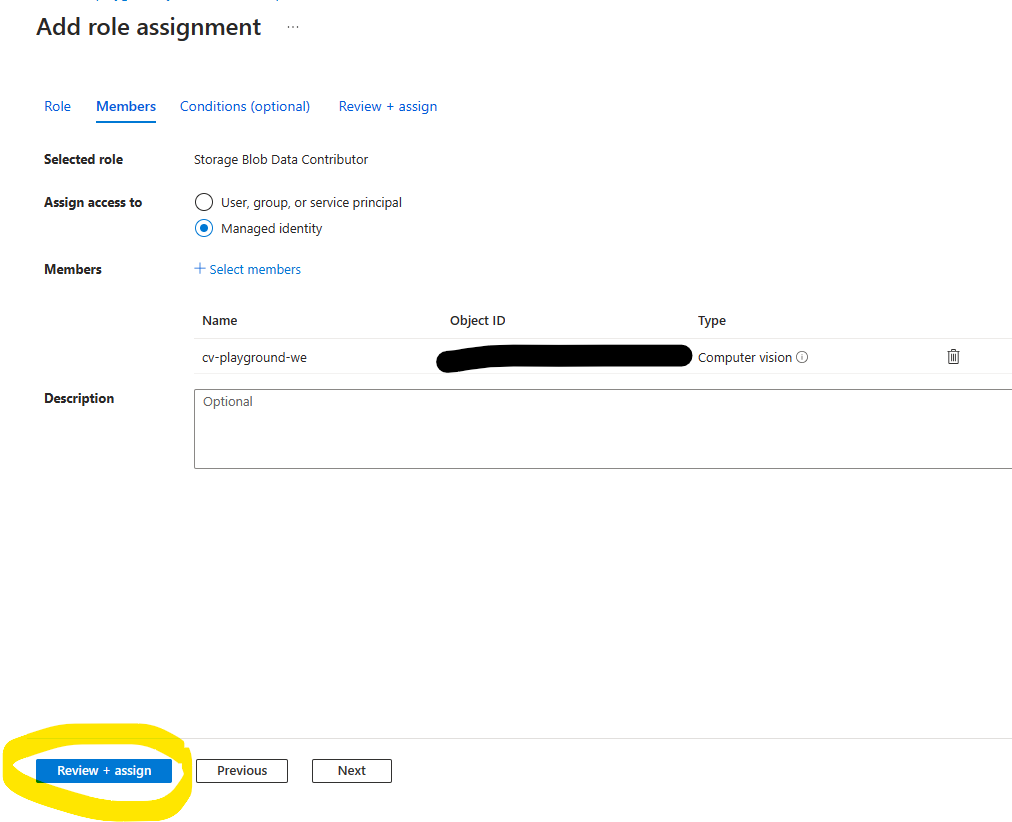 Add role assignment ...
Role Members Conditions (optional) Review + assign
Selected role Storage Blob Data Contributor
Assign access to User, group, or service principal
Managed identity
Members + Select members
Name Object ID Type
cv-playground-we Computer vision
Description Optional
Review + assign Previous Next